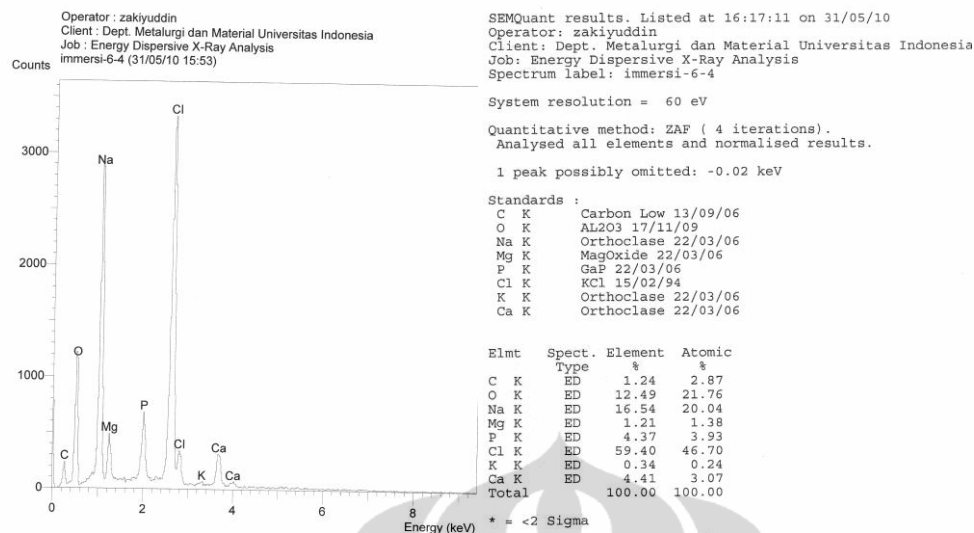 Operator : zakiyuddin
Client : Dept. Metalurgi dan Material Universitas Indonesia
Job : Energy Dispersive X-Ray Analysis
immersi-6-4 (31/05/10 15:53)
Counts
3000
2000
1000
0
C
O
Na
Mg
P
Cl
Cl
K
Ca
Ca
0 2 4 6 8
Energy (keV)
SEMQuant results. Listed at 16:17:11 on 31/05/10
Operator: zakiyuddin
Client: Dept. Metalurgi dan Material Universitas Indonesia
Job: Energy Dispersive X-Ray Analysis
Spectrum label: immersi-6-4
System resolution = 60 eV
Quantitative method: ZAF ( 4 iterations).
Analysed all elements and normalised results.
1 peak possibly omitted: -0.02 keV
Standards :
C K Carbon Low 13/09/06
O K AL2O3 17/11/09
Na K Orthoclase 22/03/06
Mg K MagOxide 22/03/06
P K GaP 22/03/06
Cl K KCl 15/02/94
K K Orthoclase 22/03/06
Ca K Orthoclase 22/03/06
Elmt Spect. Element Atomic
Type % %
C K ED 1.24 2.87
O K ED 12.49 21.76
Na K ED 16.54 20.04
Mg K ED 1.21 1.38
P K ED 4.37 3.93
Cl K ED 59.40 46.70
K K ED 0.34 0.24
Ca K ED 4.41 3.07
Total 100.00 100.00
* = <2 Sigma